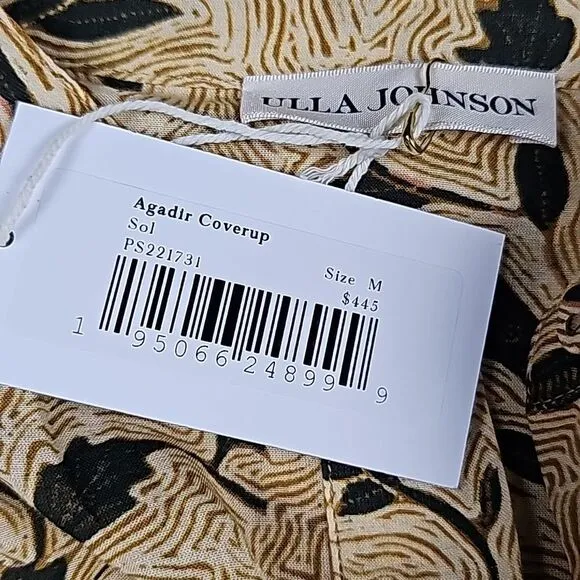 ULLA JOHNSON
Agadir Coverup
Sol
PS221731
Size M
$445
1 95066 24899 9